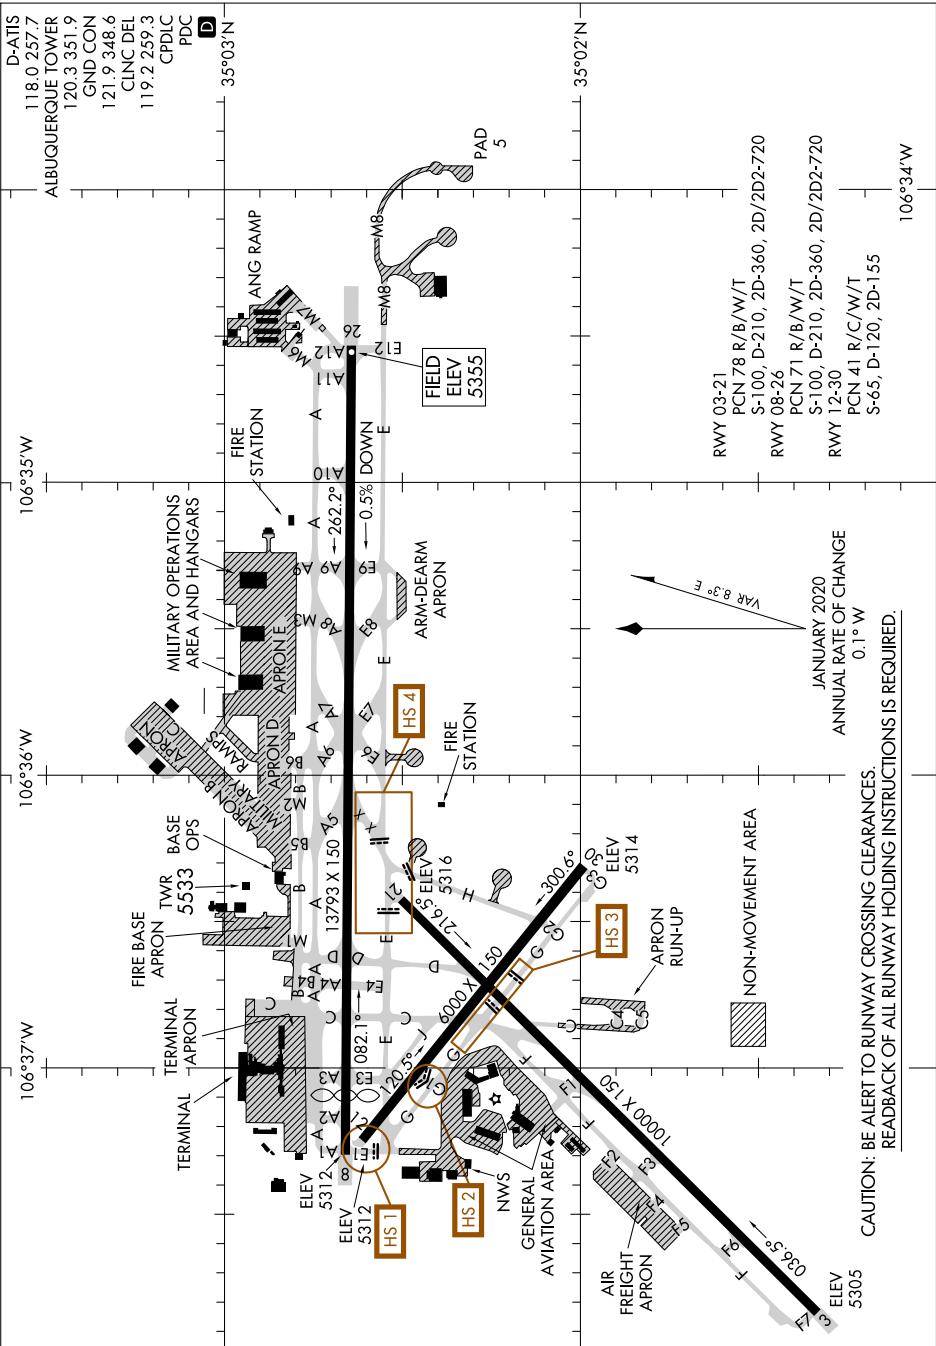 D-ATIS
118.0 257.7
ALBUQUERQUE TOWER
120.3 351.9
GND CON
121.9 348.6
CLNC DEL
119.2 259.3
CPDLC
PDC
D
35°03'N
35°02'N
106°34'W
106°35'W
106°36'W
106°37'W
PAD
5
M8
M8
ANG RAMP
M7
M6
A12
26
E12
A11
FIELD
ELEV
5355
A
E
A10
FIRE
STATION
262.2°
0.5% DOWN
A
MILITARY OPERATIONS
AREA AND HANGARS
A9
A9
E9
ARM-DEARM
APRON
M3
A8
E8
APRON E
E
A
A7
E7
HS 4
APRON C
RAMPS
MILITARY
APRON B
APRON D
B6
A6
E6
FIRE
STATION
M2
B
A5
X
X
B5
BASE
OPS
TWR
5533
FIRE BASE
APRON
B
A
13793 X 150
21
ELEV
5316
216.5°
H
300.6°
30
ELEV
5314
G3
M1
E
D
D
A
G2
G
HS 3
B4
B
A4
E4
A
C
C
C
082.1°
E
6000 X 150
J
G
C
C4
C5
APRON
RUN-UP
TERMINAL
APRON
TERMINAL
A3
E3
120.5°
G1
A2
12
G
A
A1
E1
8
ELEV
5312
ELEV
5312
HS 1
HS 2
NWS
GENERAL
AVIATION AREA
F
F1
F
10000 X 150
F2
F3
F4
F5
AIR
FREIGHT
APRON
F6
F
036.5°
F7
3
ELEV
5305
NON-MOVEMENT AREA
RWY 03-21
PCN 78 R/B/W/T
S-100, D-210, 2D-360, 2D/2D2-720
RWY 08-26
PCN 71 R/B/W/T
S-100, D-210, 2D-360, 2D/2D2-720
RWY 12-30
PCN 41 R/C/W/T
S-65, D-120, 2D-155
VAR 8.3° E
JANUARY 2020
ANNUAL RATE OF CHANGE
0.1° W
CAUTION: BE ALERT TO RUNWAY CROSSING CLEARANCES.
READBACK OF ALL RUNWAY HOLDING INSTRUCTIONS IS REQUIRED.